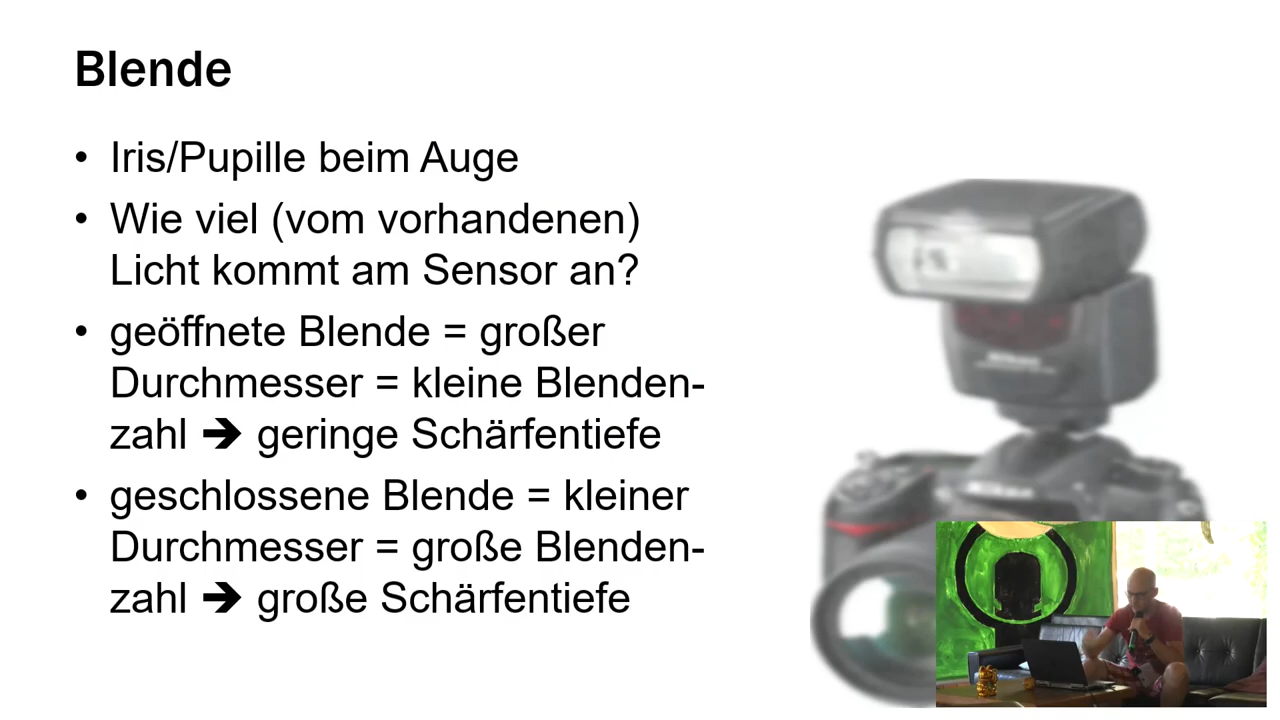 Blende
• Iris/Pupille beim Auge
• Wie viel (vom vorhandenen)
Licht kommt am Sensor an?
• geöffnete Blende = großer
Durchmesser = kleine Blenden-
zahl ➔ geringe Schärfentiefe
• geschlossene Blende = kleiner
Durchmesser = große Blenden-
zahl ➔ große Schärfentiefe